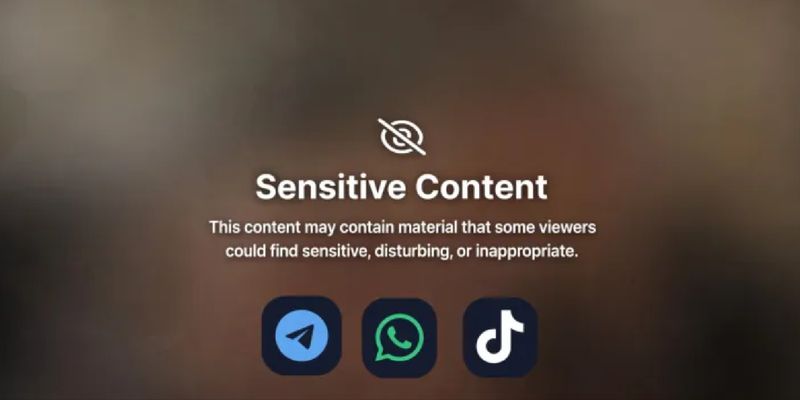 Sensitive Content
This content may contain material that some viewers
could find sensitive, disturbing, or inappropriate.